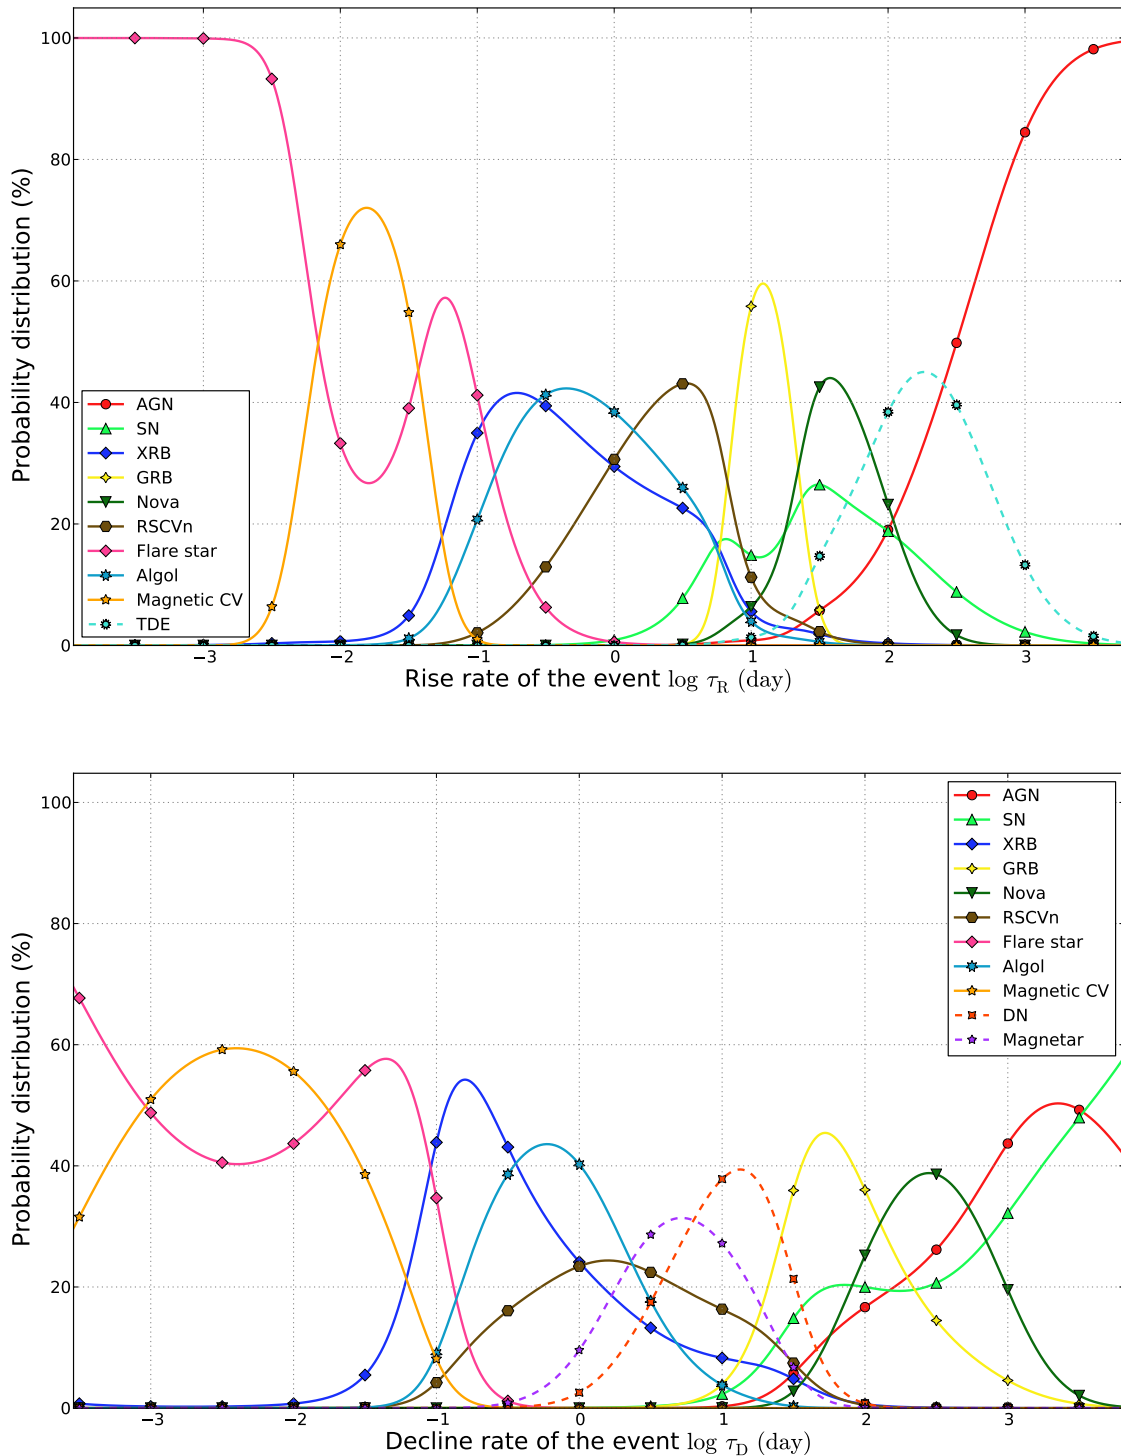 Probability distribution (%)
100
80
60
40
20
0
AGN
SN
XRB
GRB
Nova
RSCVn
Flare star
Algol
Magnetic CV
TDE
−3 −2 −1 0 1 2 3
Rise rate of the event log τR (day)
Probability distribution (%)
100
80
60
40
20
0
AGN
SN
XRB
GRB
Nova
RSCVn
Flare star
Algol
Magnetic CV
DN
Magnetar
−3 −2 −1 0 1 2 3
Decline rate of the event log τD (day)